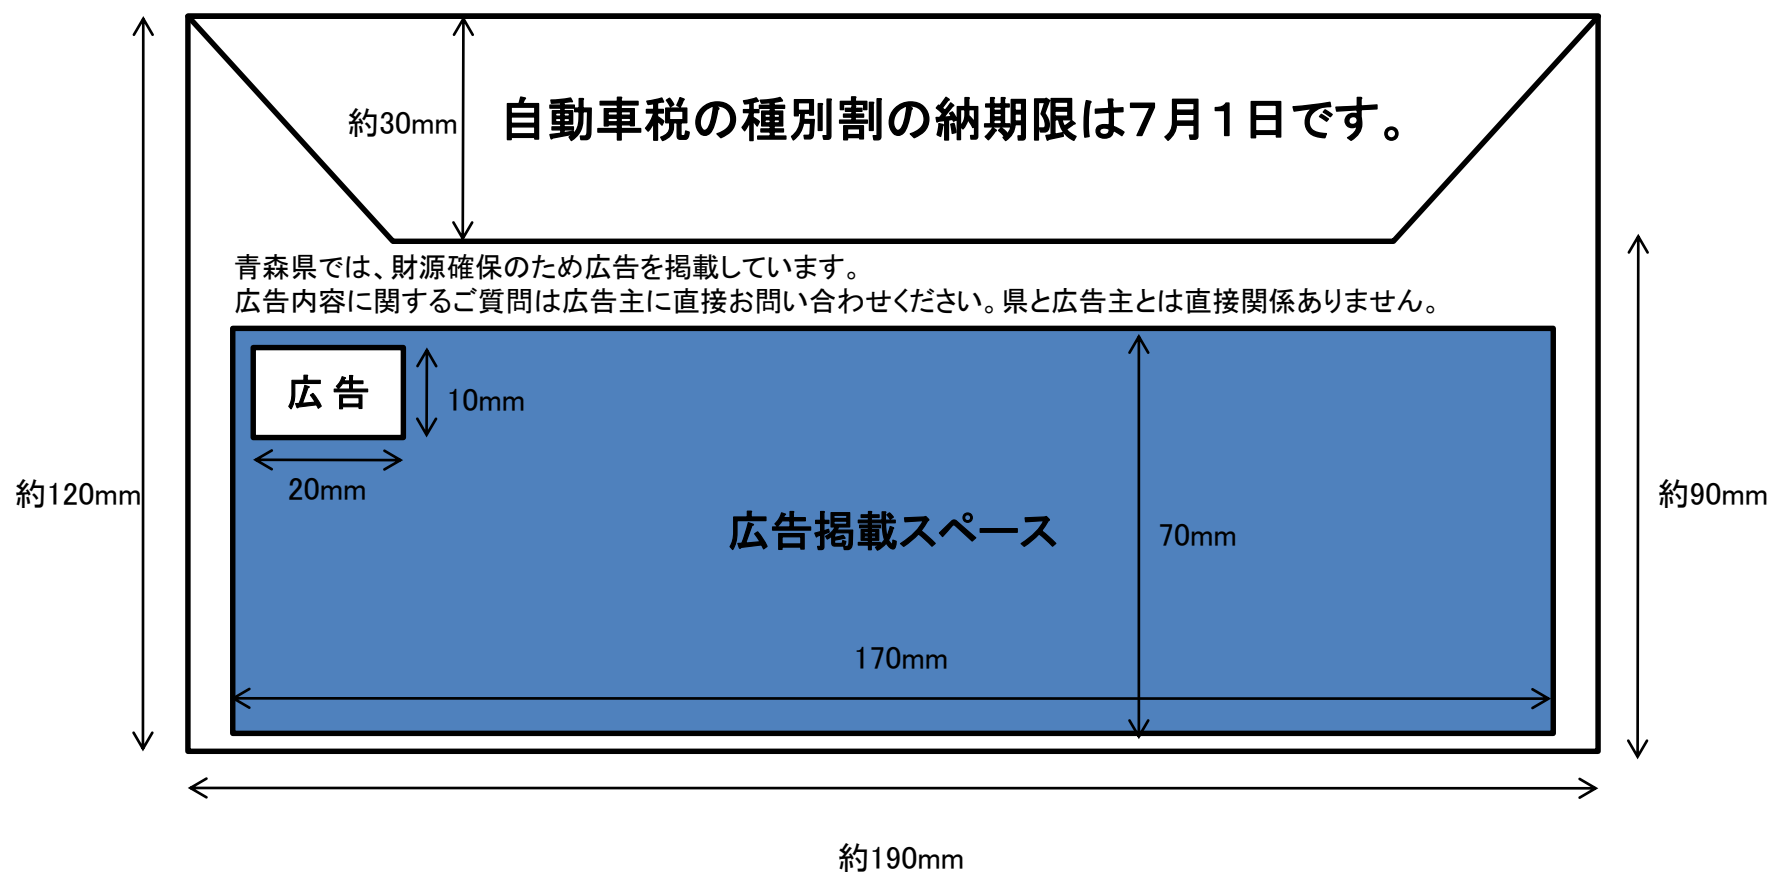 約30mm
自動車税の種別割の納期限は7月1日です。
青森県では、財源確保のため広告を掲載しています。
広告内容に関するご質問は広告主に直接お問い合わせください。県と広告主とは直接関係ありません。
広告
10mm
20mm
約120mm
約90mm
広告掲載スペース
70mm
170mm
約190mm